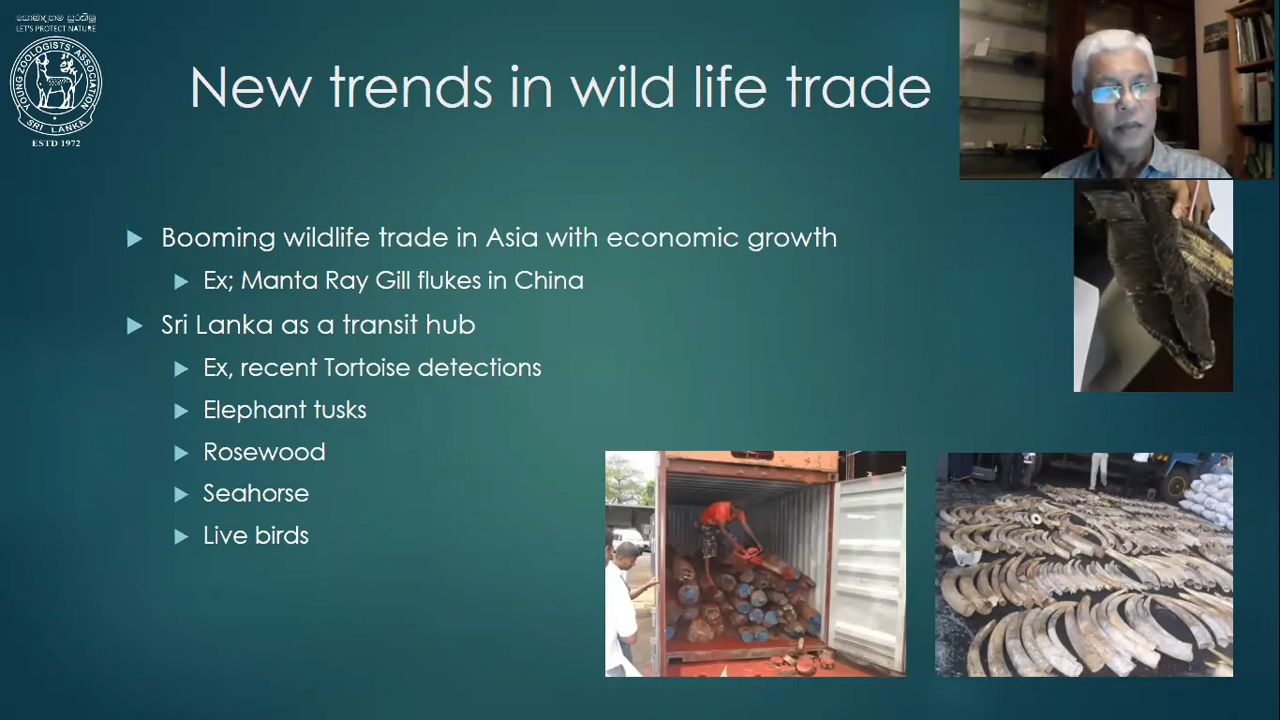 LET'S PROTECT NATURE
YOUNG ZOOLOGISTS' ASSOCIATION
SRI LANKA
ESTD 1972
New trends in wild life trade
Booming wildlife trade in Asia with economic growth
Ex; Manta Ray Gill flukes in China
Sri Lanka as a transit hub
Ex, recent Tortoise detections
Elephant tusks
Rosewood
Seahorse
Live birds